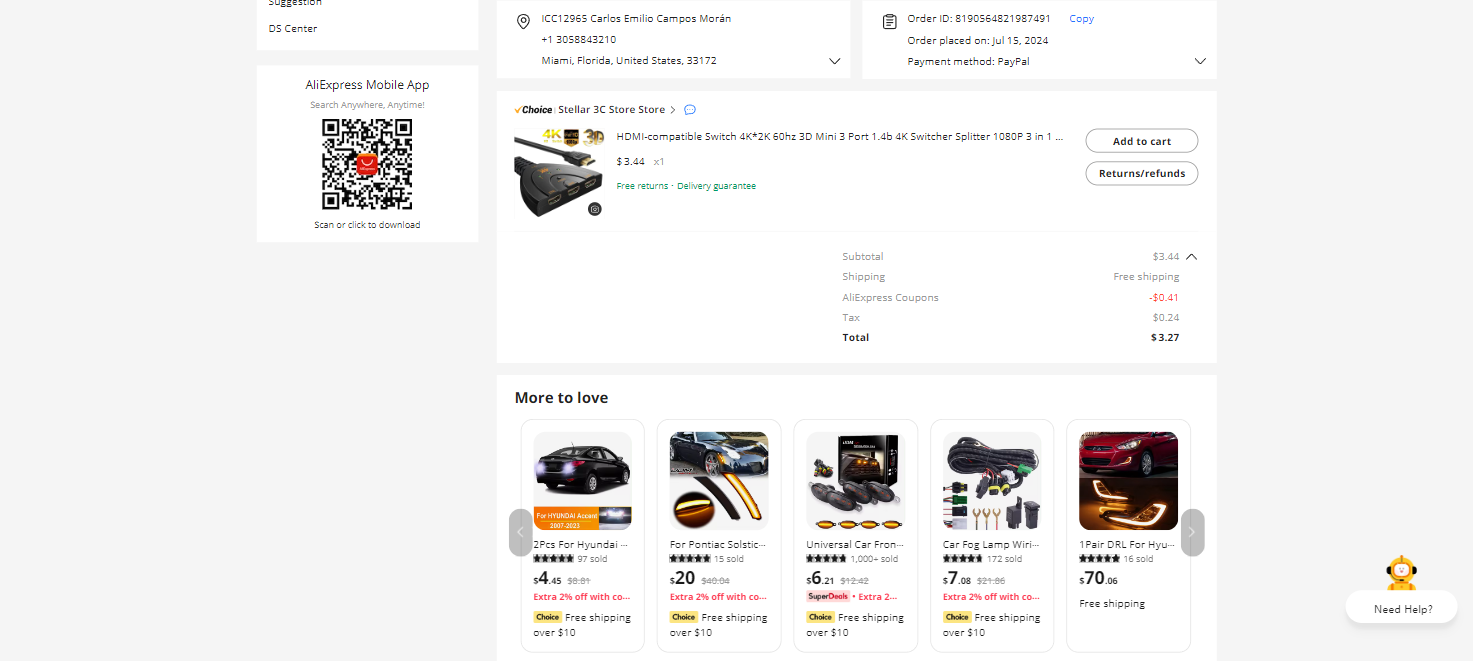 Suggestion
DS Center
AliExpress Mobile App
Search Anywhere, Anytime!
Scan or click to download
ICC12965 Carlos Emilio Campos Morán
+1 3058843210
Miami, Florida, United States, 33172
Order ID: 8190564821987491 Copy
Order placed on: Jul 15, 2024
Payment method: PayPal
Choice Stellar 3C Store Store
4K 3D
HDMI-compatible Switch 4K*2K 60hz 3D Mini 3 Port 1.4b 4K Switcher Splitter 1080P 3 in 1 ...
$3.44 x1
Free returns · Delivery guarantee
Add to cart
Returns/refunds
Subtotal $3.44
Shipping Free shipping
AliExpress Coupons -$0.41
Tax $0.24
Total $3.27
More to love
For HYUNDAI Accent
2007-2023
2Pcs For Hyundai ...
97 sold
$4.45 $8.81
Extra 2% off with co...
Choice Free shipping
over $10
For Pontiac Solstic...
15 sold
$20 $40.04
Extra 2% off with co...
Choice Free shipping
over $10
Universal Car Fron...
1,000+ sold
$6.21 $12.42
SuperDeals • Extra 2...
Choice Free shipping
over $10
Car Fog Lamp Wiri...
172 sold
$7.08 $21.86
Extra 2% off with co...
Choice Free shipping
over $10
1Pair DRL For Hyu...
16 sold
$70.06
Free shipping
Need Help?